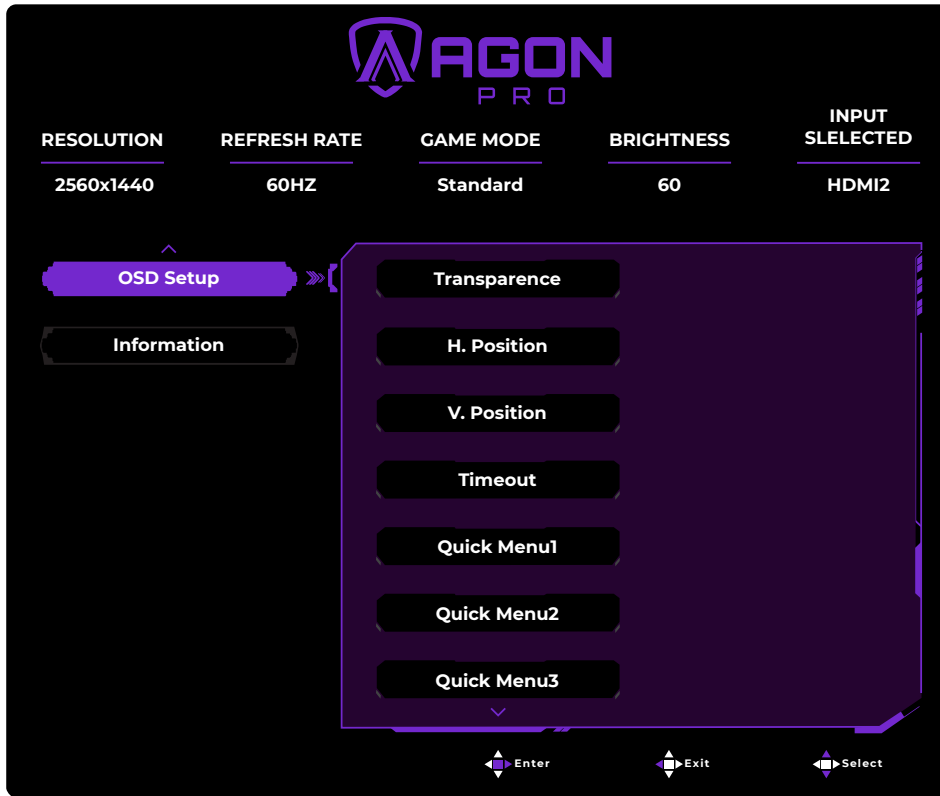 AGON
PRO
RESOLUTION
REFRESH RATE
GAME MODE
BRIGHTNESS
INPUT
SLELECTED
2560x1440
60HZ
Standard
60
HDMI2
OSD Setup
Information
Transparence
H. Position
V. Position
Timeout
Quick Menu1
Quick Menu2
Quick Menu3
Enter
Exit
Select